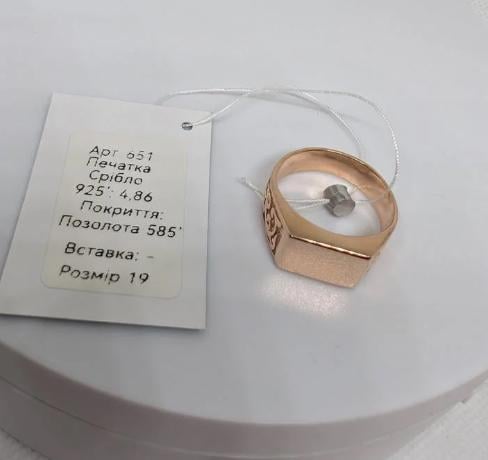 Арт. 651
Печатка
Срібло
925°: 4,86
Покриття:
Позолота 585°
Вставка: -
Розмір 19